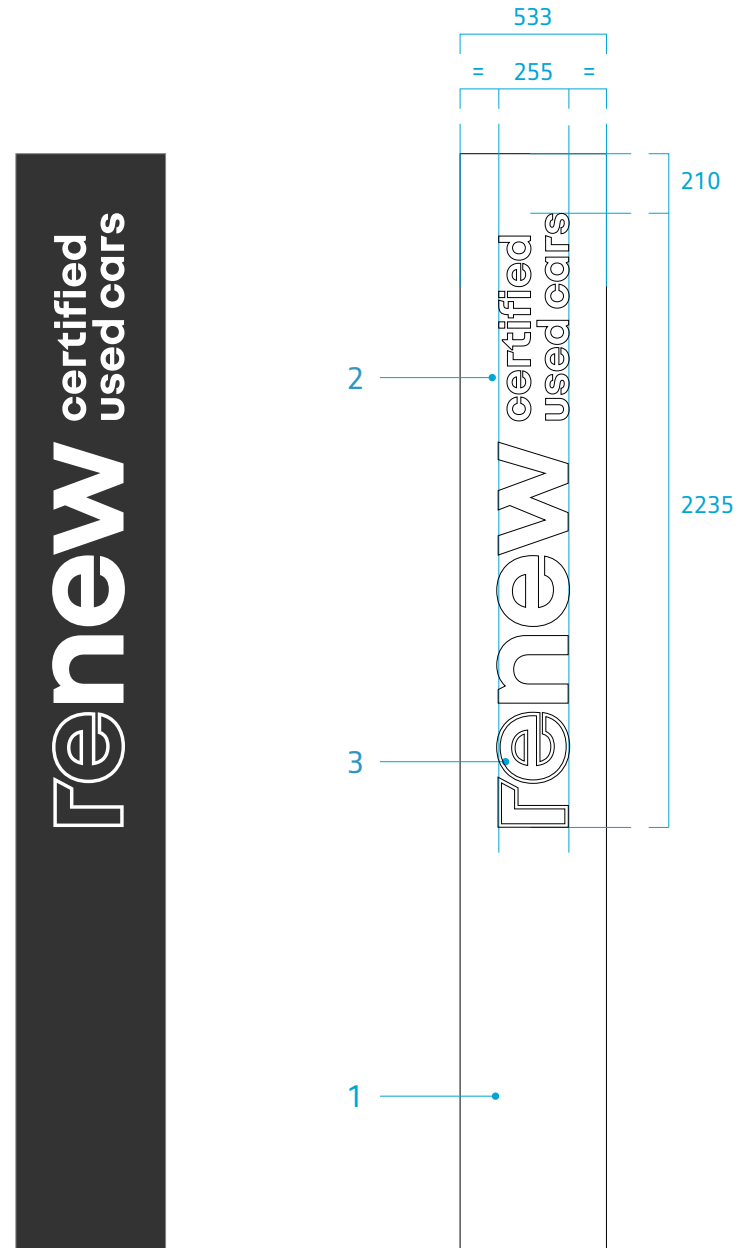 533
= 255 =
210
certified
used cars
renew
certified
used cars
renew
2
2235
3
1